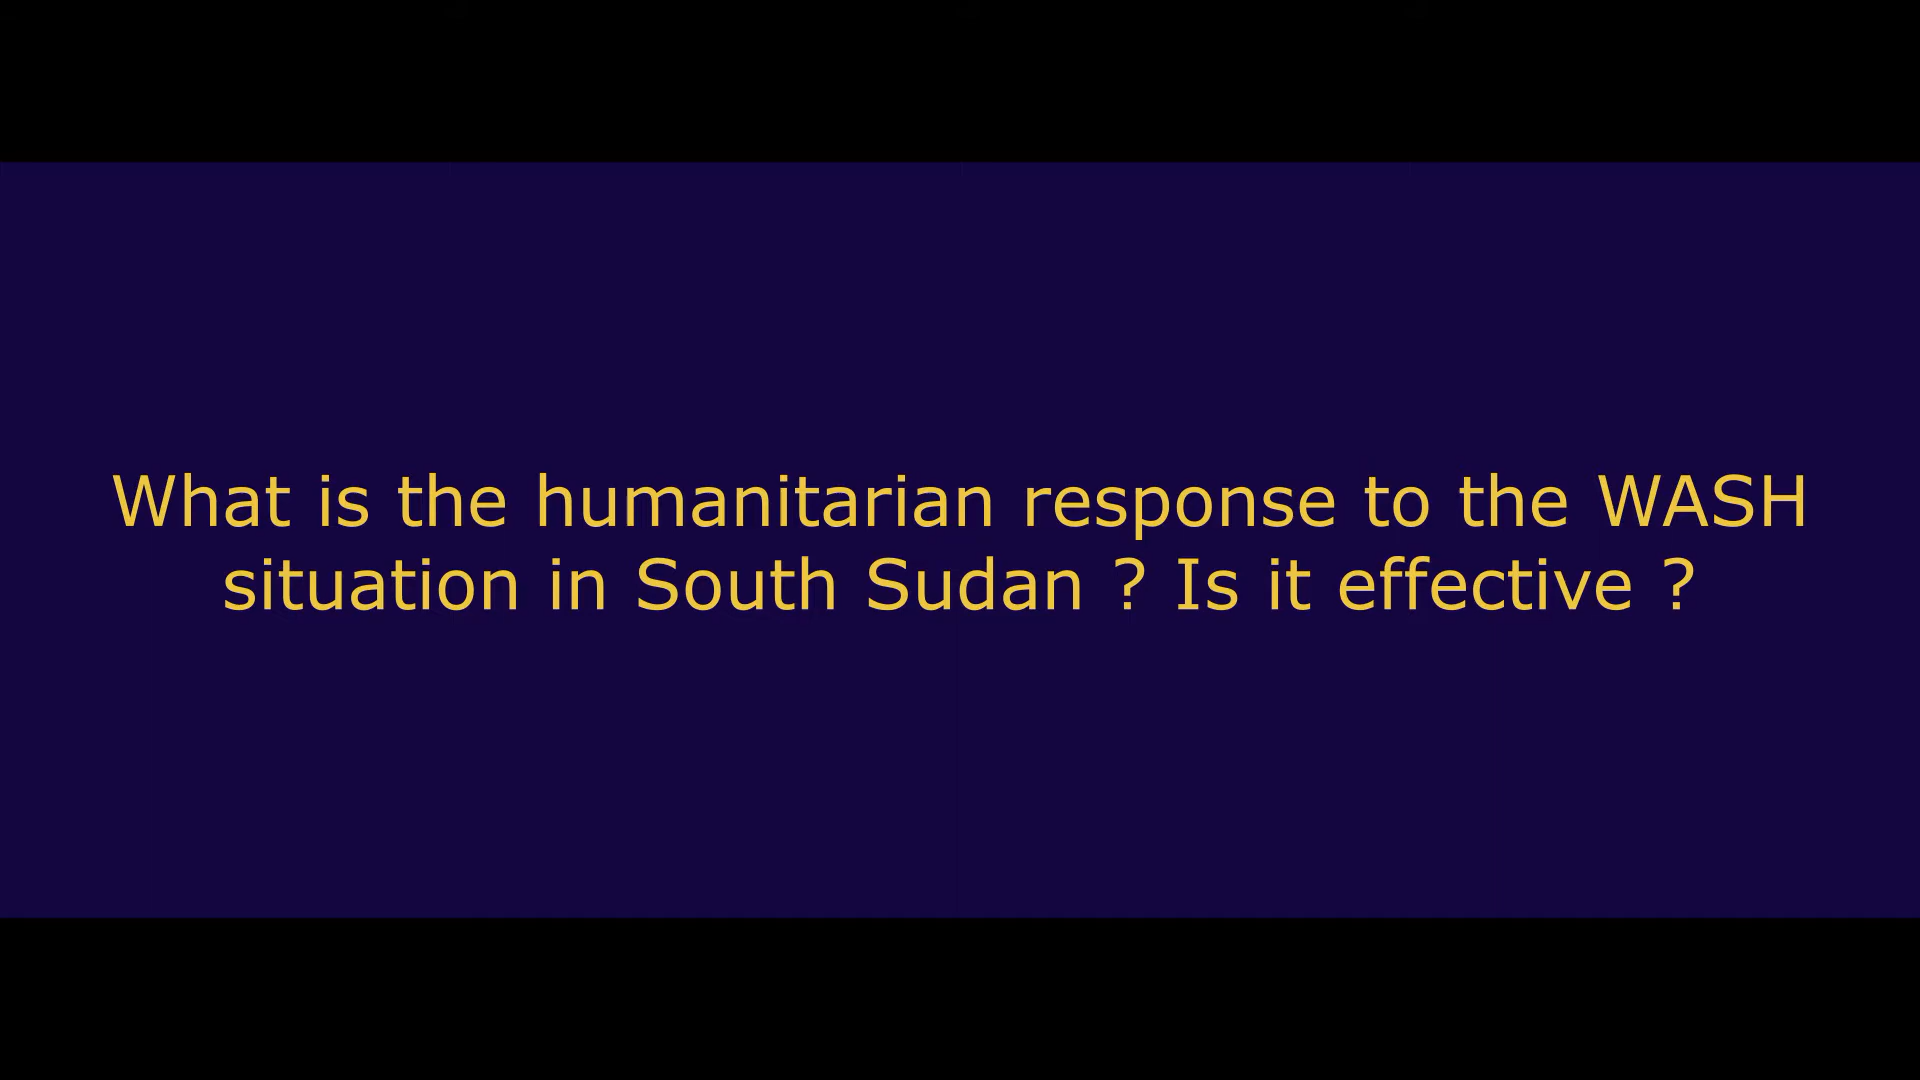 What is the humanitarian response to the WASH
situation in South Sudan ? Is it effective ?